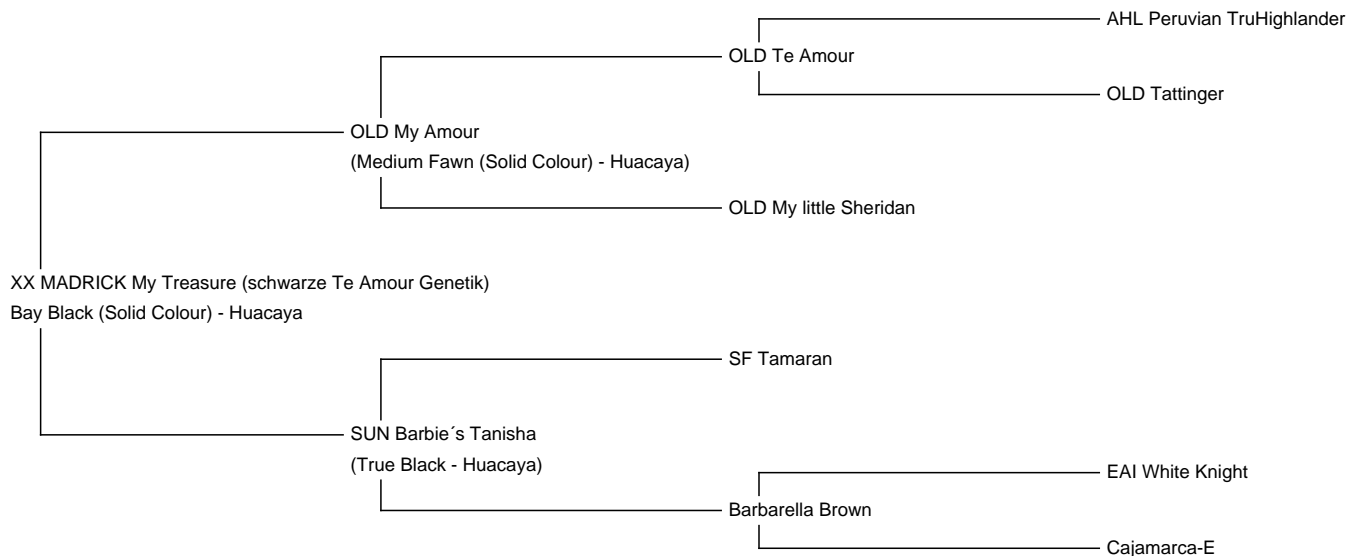 AHL Peruvian TruHighlander
OLD Te Amour
OLD Tattinger
OLD My Amour
(Medium Fawn (Solid Colour) - Huacaya)
OLD My little Sheridan
XX MADRICK My Treasure (schwarze Te Amour Genetik)
Bay Black (Solid Colour) - Huacaya
SF Tamaran
SUN Barbie´s Tanisha
(True Black - Huacaya)
EAI White Knight
Barbarella Brown
Cajamarca-E